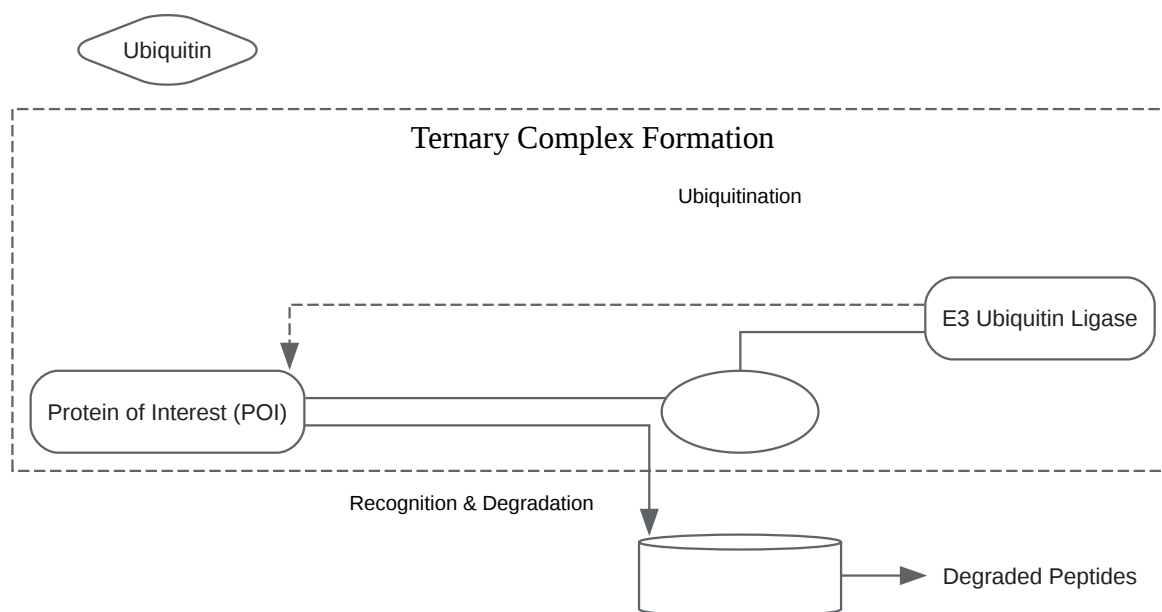 Ubiquitin
Ternary Complex Formation
Ubiquitination
E3 Ubiquitin Ligase
Protein of Interest (POI)
Recognition & Degradation
Degraded Peptides